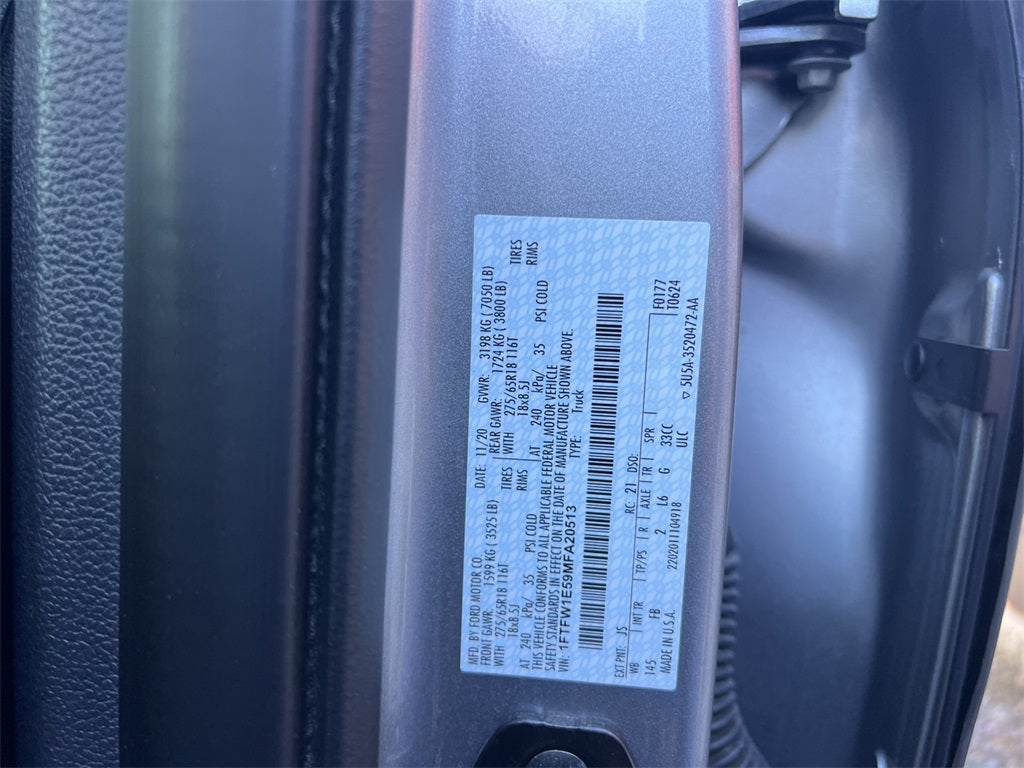 MFD. BY FORD MOTOR CO. DATE: 11/20 GVWR: 3198 KG ( 7050 LB)
FRONT GAWR: 1599 KG ( 3525 LB) REAR GAWR: 1724 KG ( 3800 LB)
WITH 275/65R18 116T TIRES WITH 275/65R18 116T TIRES
18x8.5J RIMS 18x8.5J RIMS
AT 240 kPa/ 35 PSI COLD AT 240 kPa/ 35 PSI COLD
THIS VEHICLE CONFORMS TO ALL APPLICABLE FEDERAL MOTOR VEHICLE
SAFETY STANDARDS IN EFFECT ON THE DATE OF MANUFACTURE SHOWN ABOVE.
VIN: 1FTFW1E59MFA20513 TYPE: Truck
EXT PNT: JS RC: 21 DSO: F0177
WB INT TR TP/PS R AXLE TR SPR T0624
145 FB 2 L6 G 33CC
MADE IN U.S.A. 2202011104918 ULC 5U5A-3520472-AA